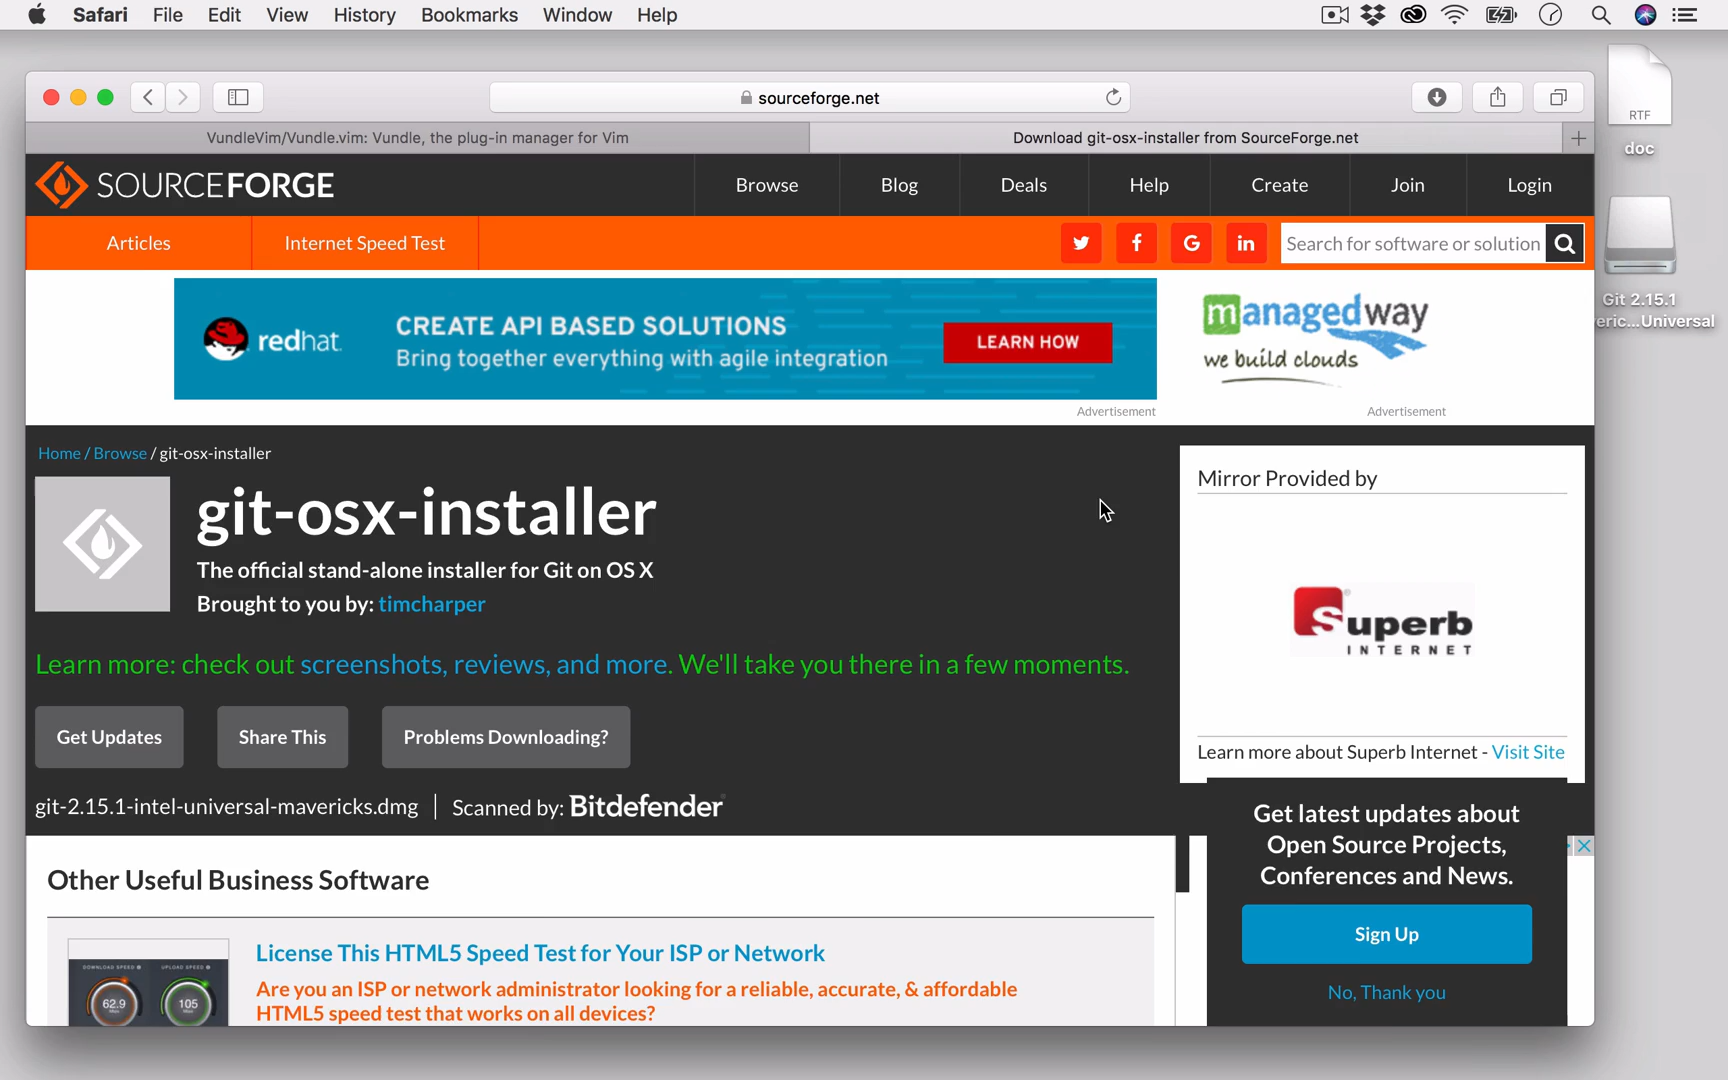 Safari File Edit View History Bookmarks Window Help
sourceforge.net
VundleVim/Vundle.vim: Vundle, the plug-in manager for Vim
Download git-osx-installer from SourceForge.net
RTF
doc
SOURCEFORGE
Browse Blog Deals Help Create Join Login
Articles Internet Speed Test
Search for software or solution
Git 2.15.1
eric...Universal
redhat.
CREATE API BASED SOLUTIONS
Bring together everything with agile integration
LEARN HOW
managedway
we build clouds
Advertisement
Advertisement
Home / Browse / git-osx-installer
git-osx-installer
The official stand-alone installer for Git on OS X
Brought to you by: timcharper
Learn more: check out screenshots, reviews, and more. We'll take you there in a few moments.
Get Updates Share This Problems Downloading?
git-2.15.1-intel-universal-mavericks.dmg | Scanned by: Bitdefender
Mirror Provided by
Superb
INTERNET
Learn more about Superb Internet - Visit Site
Get latest updates about
Open Source Projects,
Conferences and News.
Sign Up
No, Thank you
Other Useful Business Software
DOWNLOAD SPEED UPLOAD SPEED
62.9 105
License This HTML5 Speed Test for Your ISP or Network
Are you an ISP or network administrator looking for a reliable, accurate, & affordable
HTML5 speed test that works on all devices?